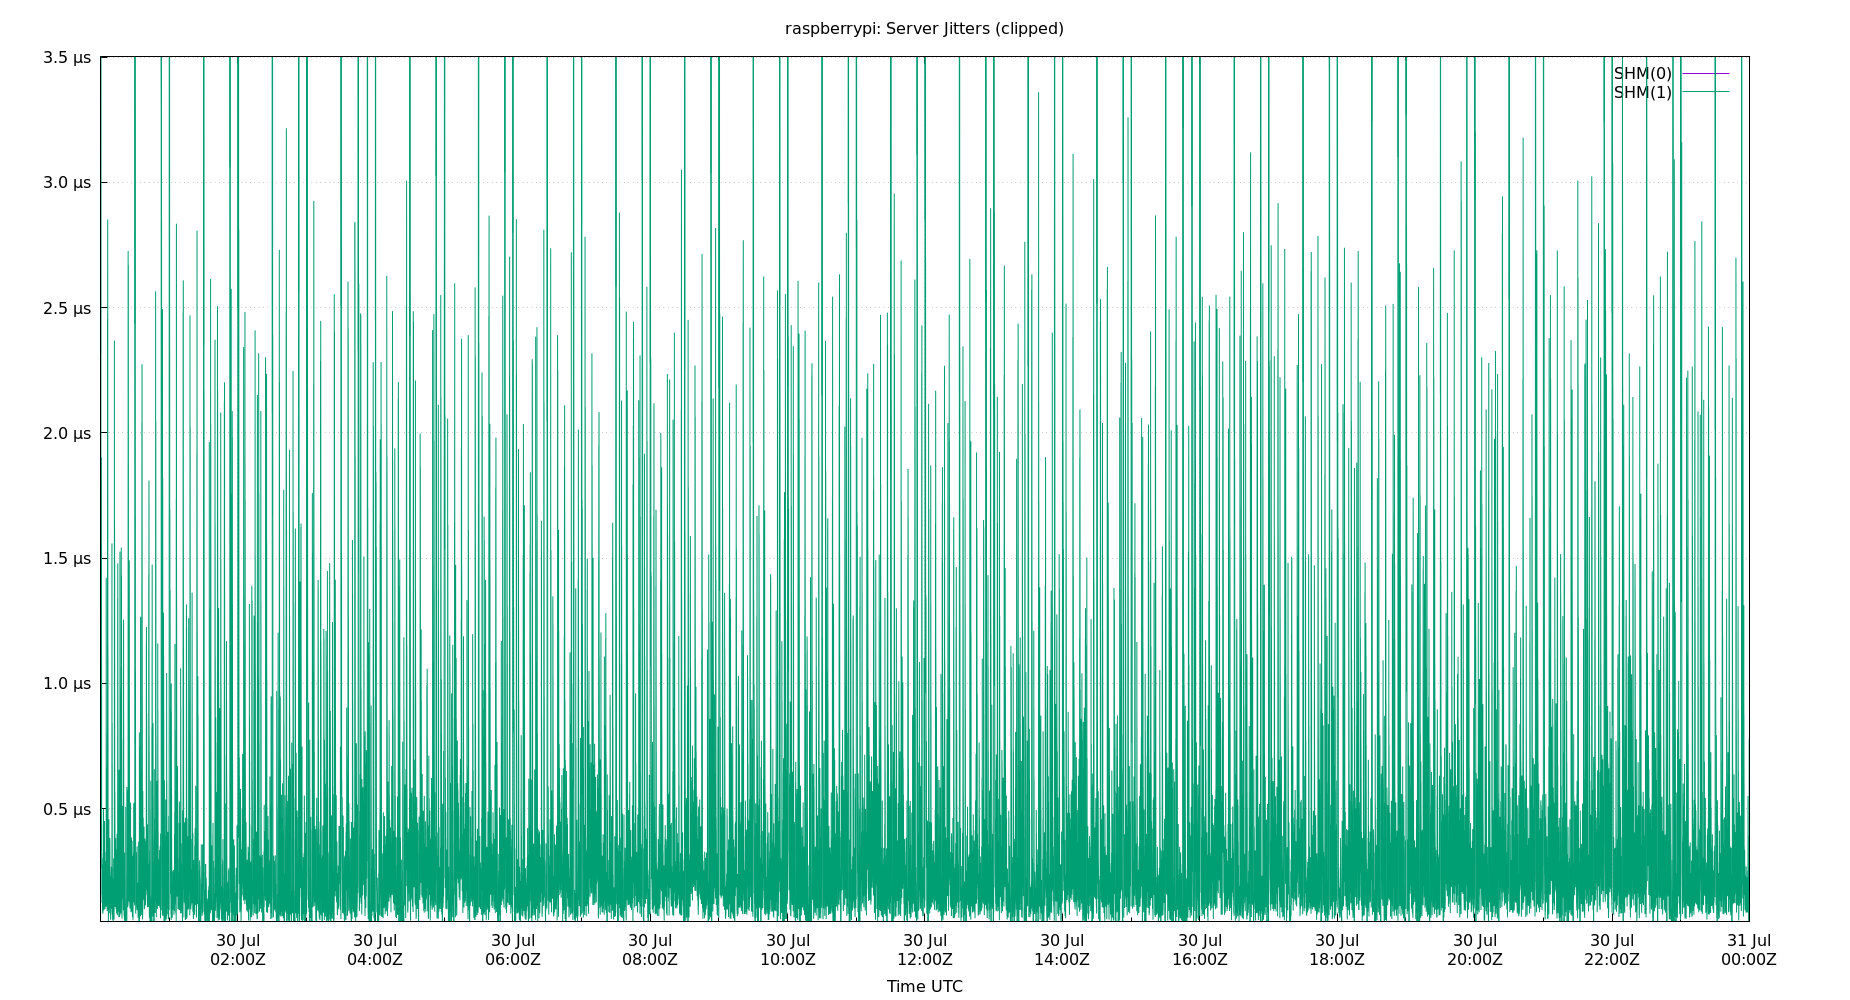 raspberrypi: Server Jitters (clipped)
3.5 µs
SHM(0)
SHM(1)
3.0 µs
2.5 µs
2.0 µs
1.5 µs
1.0 µs
0.5 µs
30 Jul 30 Jul 30 Jul 30 Jul 30 Jul 30 Jul 30 Jul 30 Jul 30 Jul 30 Jul 30 Jul 31 Jul
02:00Z 04:00Z 06:00Z 08:00Z 10:00Z 12:00Z 14:00Z 16:00Z 18:00Z 20:00Z 22:00Z 00:00Z
Time UTC